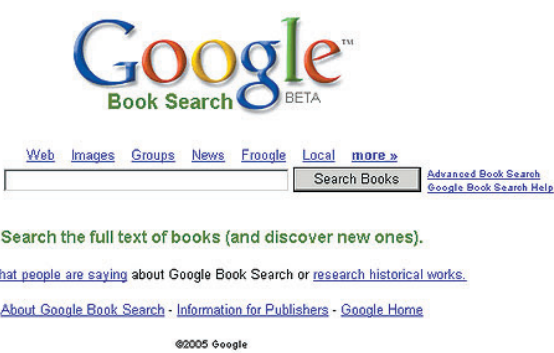 Google™
Book Search BETA
Web Images Groups News Froogle Local more »
Search Books
Advanced Book Search
Google Book Search Help
Search the full text of books (and discover new ones).
hat people are saying about Google Book Search or research historical works.
About Google Book Search - Information for Publishers - Google Home
©2005 Google